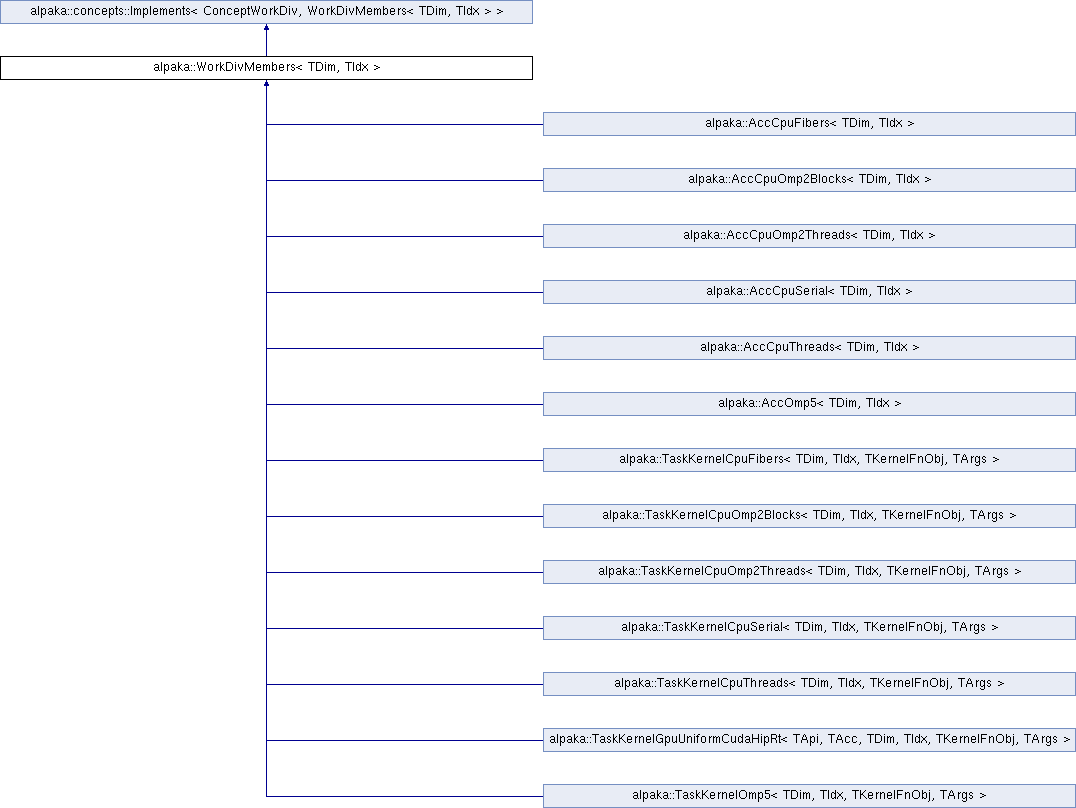 alpaka::concepts::Implements< ConceptWorkDiv, WorkDivMembers< TDim, TIdx > >
alpaka::WorkDivMembers< TDim, TIdx >
alpaka::AccCpuFibers< TDim, TIdx >
alpaka::AccCpuOmp2Blocks< TDim, TIdx >
alpaka::AccCpuOmp2Threads< TDim, TIdx >
alpaka::AccCpuSerial< TDim, TIdx >
alpaka::AccCpuThreads< TDim, TIdx >
alpaka::AccOmp5< TDim, TIdx >
alpaka::TaskKernelCpuFibers< TDim, TIdx, TKernelFnObj, TArgs >
alpaka::TaskKernelCpuOmp2Blocks< TDim, TIdx, TKernelFnObj, TArgs >
alpaka::TaskKernelCpuOmp2Threads< TDim, TIdx, TKernelFnObj, TArgs >
alpaka::TaskKernelCpuSerial< TDim, TIdx, TKernelFnObj, TArgs >
alpaka::TaskKernelCpuThreads< TDim, TIdx, TKernelFnObj, TArgs >
alpaka::TaskKernelGpuUniformCudaHipRt< TApi, TAcc, TDim, TIdx, TKernelFnObj, TArgs >
alpaka::TaskKernelOmp5< TDim, TIdx, TKernelFnObj, TArgs >